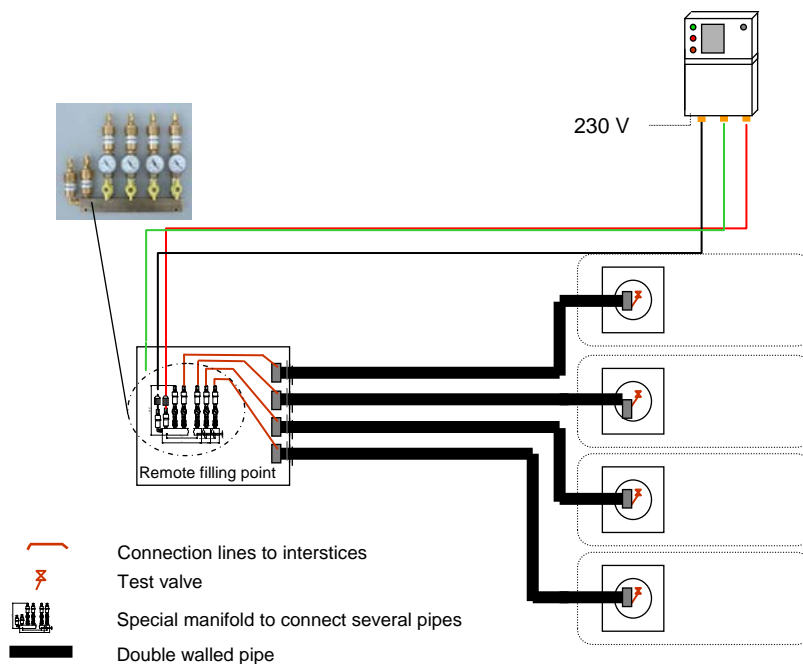 230 V
Remote filling point
Connection lines to interstices
Test valve
Special manifold to connect several pipes
Double walled pipe